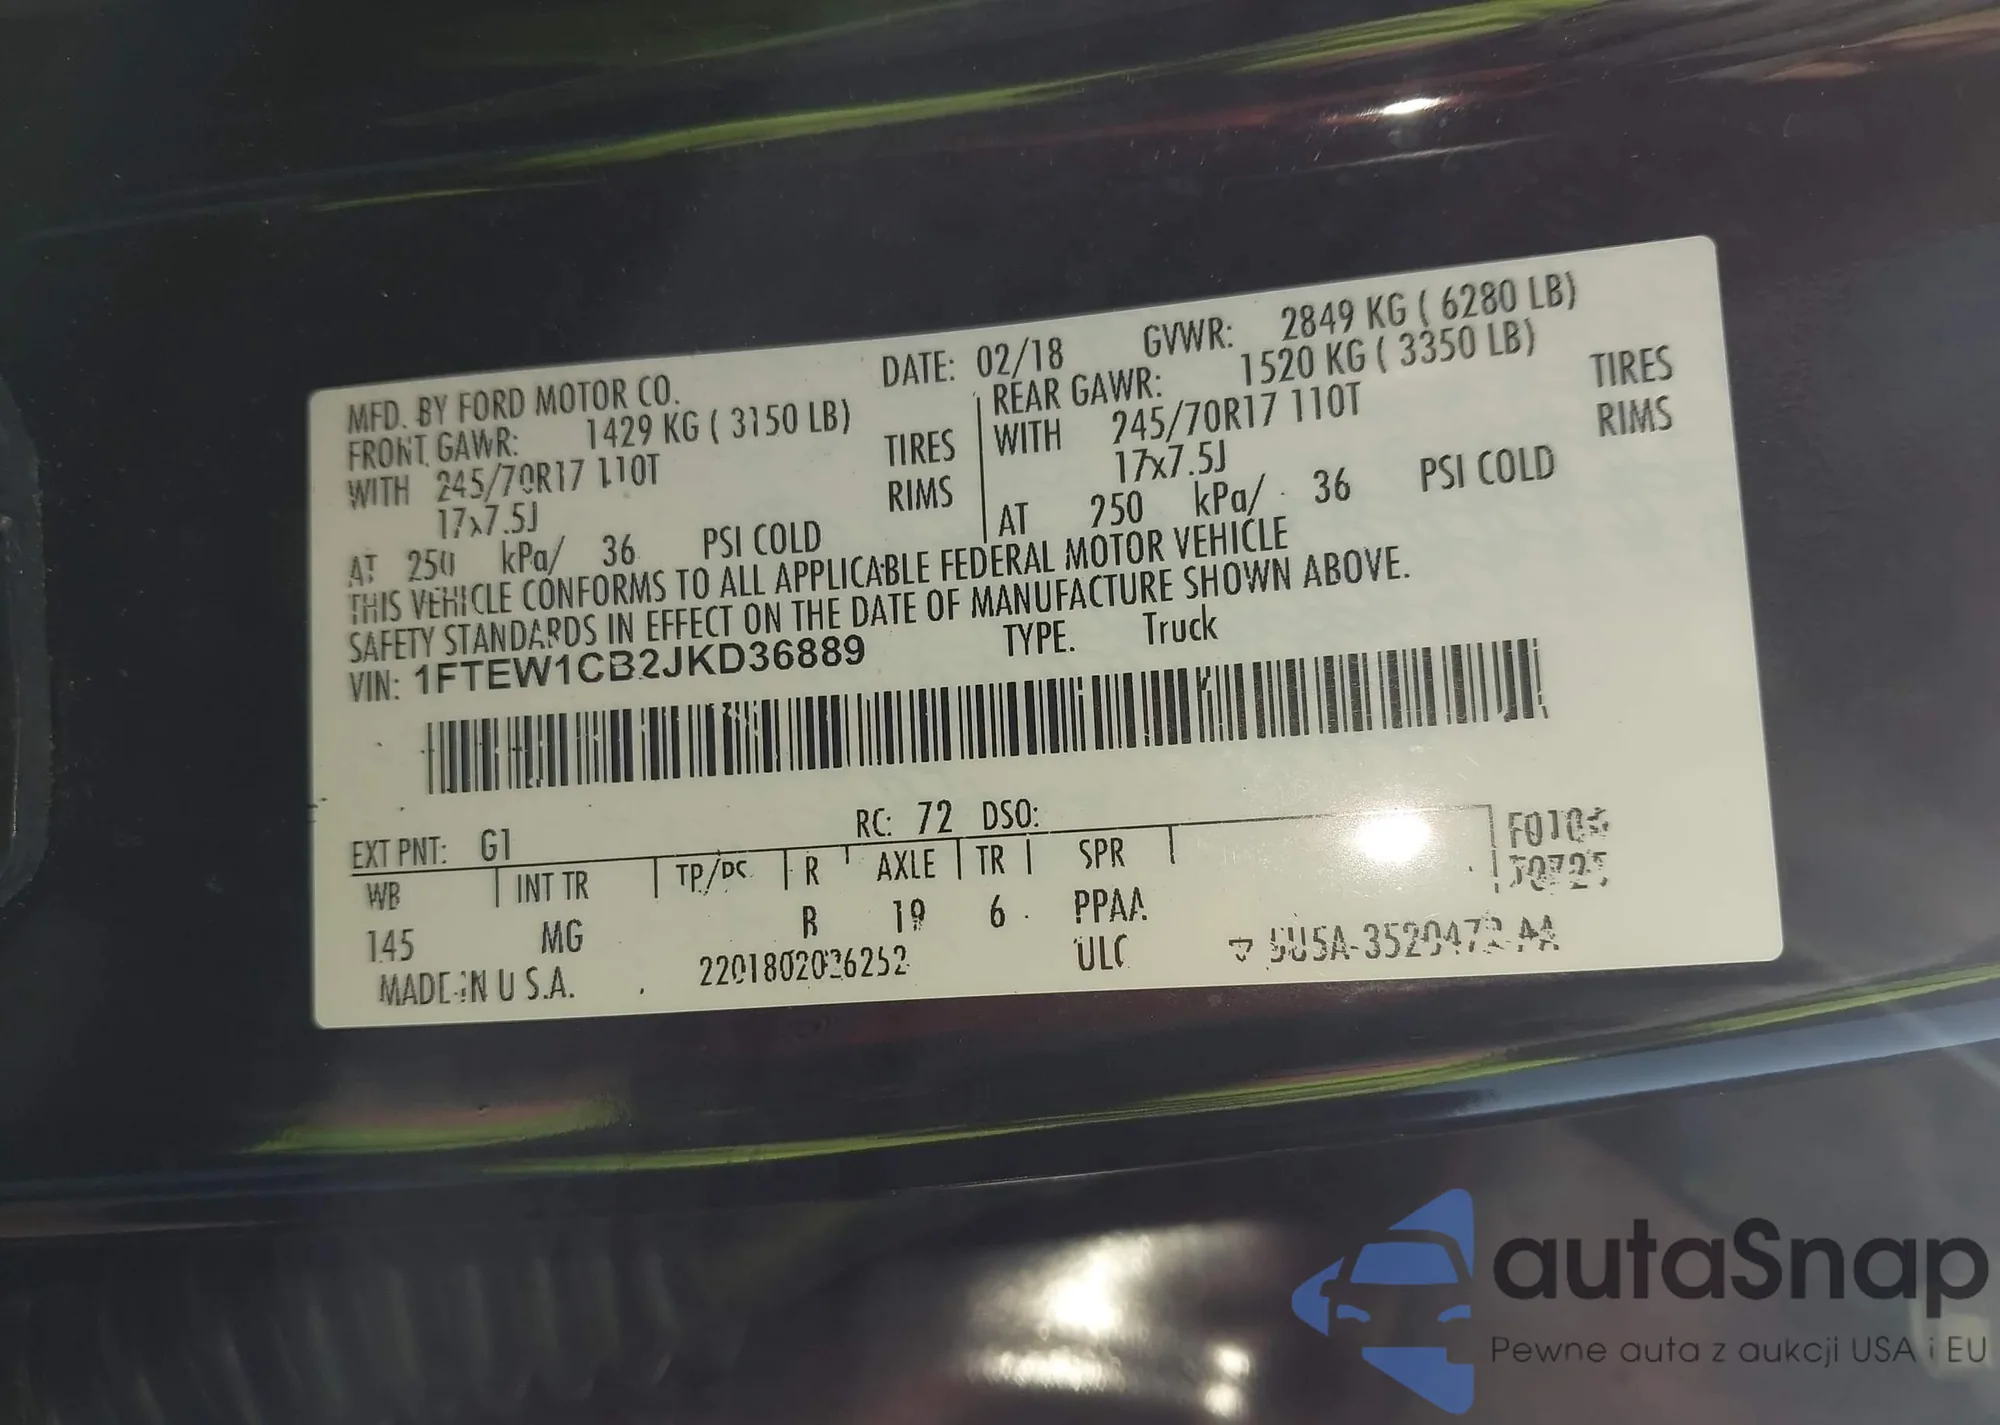 MFD. BY FORD MOTOR CO. DATE: 02/18 GVWR: 2849 KG ( 6280 LB)
FRONT GAWR: 1429 KG ( 3150 LB) REAR GAWR: 1520 KG ( 3350 LB)
WITH 245/70R17 110T TIRES WITH 245/70R17 110T TIRES
17x7.5J RIMS 17x7.5J RIMS
AT 250 kPa/ 36 PSI COLD AT 250 kPa/ 36 PSI COLD
THIS VEHICLE CONFORMS TO ALL APPLICABLE FEDERAL MOTOR VEHICLE
SAFETY STANDARDS IN EFFECT ON THE DATE OF MANUFACTURE SHOWN ABOVE.
VIN: 1FTEW1CB2JKD36889 TYPE. Truck
EXT PNT: G1 RC: 72 DSO:
WB INT TR TP/PS R AXLE TR SPR
145 MG R 19 6 PPAA
MADE IN U S.A. 2201802026252 ULC
autaSnap
Pewne auta z aukcji USA i EU